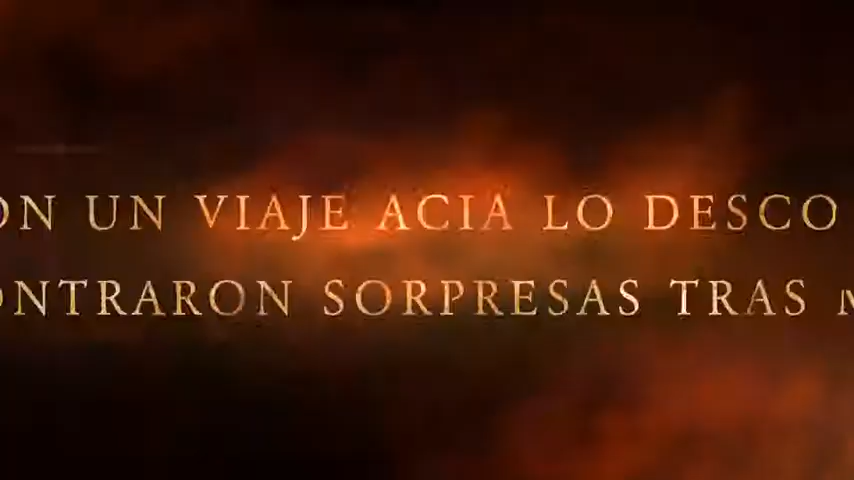 ON UN VIAJE ACIA LO DESCO
ONTRARON SORPRESAS TRAS M